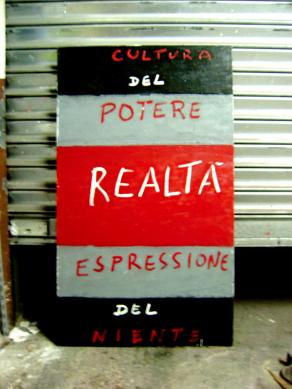 CULTURA
DEL
POTERE
REALTÀ
ESPRESSIONE
DEL
NIENTE